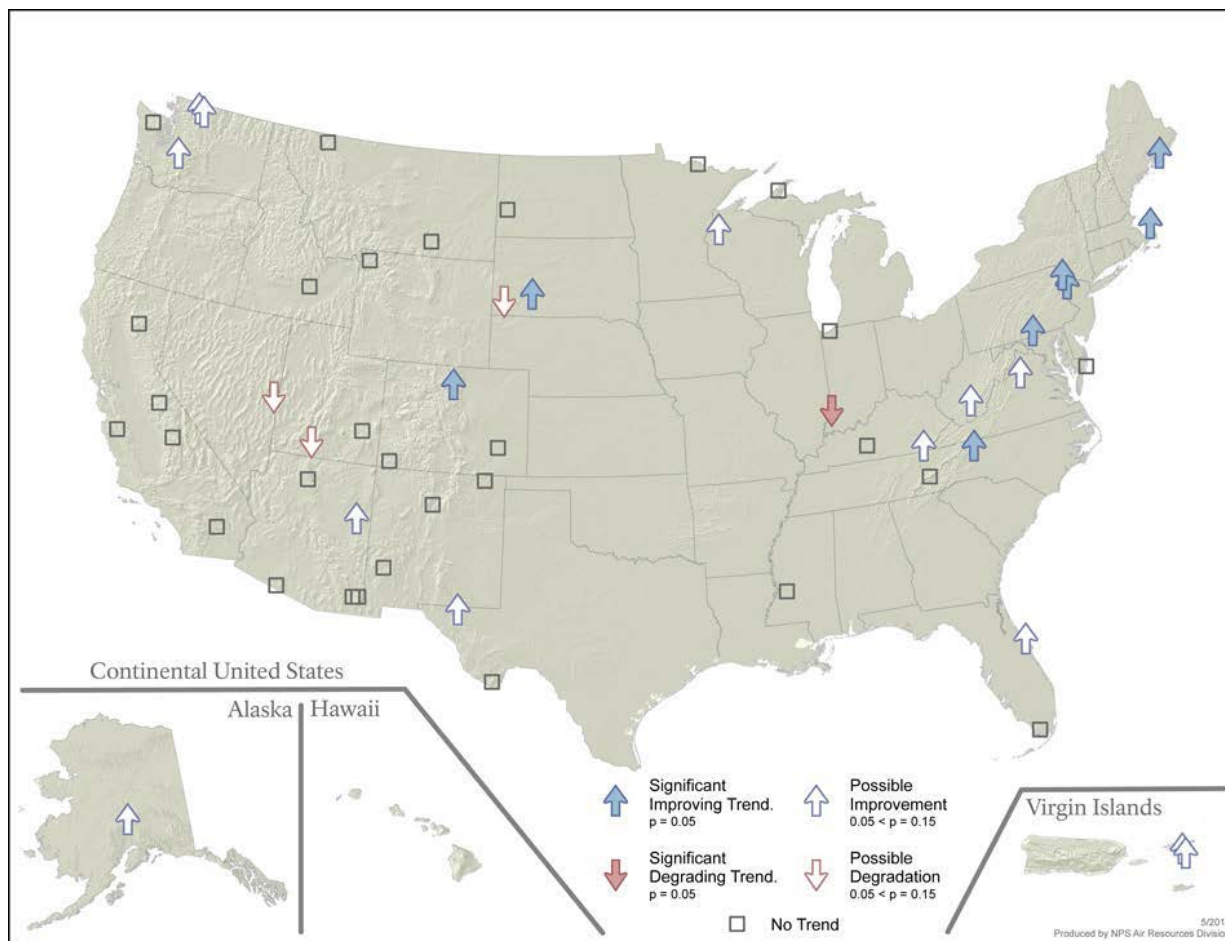 Continental United States
Alaska
Hawaii
Virgin Islands
Significant
Improving Trend.
p = 0.05
Possible
Improvement
0.05 < p = 0.15
Significant
Degrading Trend.
p = 0.05
Possible
Degradation
0.05 < p = 0.15
No Trend
Produced by NPS Air Resources